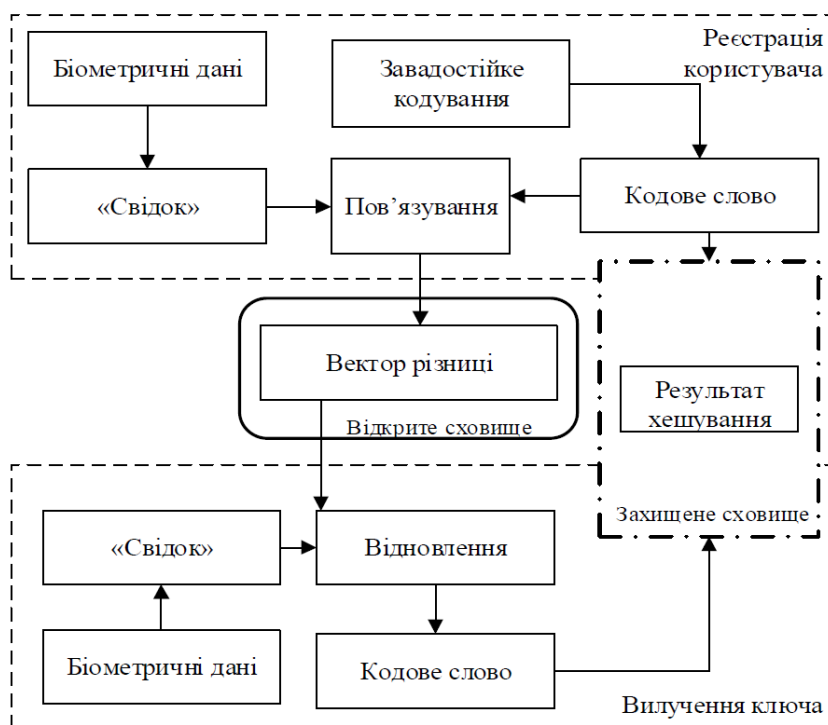 Реєстрація
користувача
Біометричні дані
Завадостійке
кодування
«Свідок»
Пов’язування
Кодове слово
Вектор різниці
Відкрите сховище
Результат
хешування
Захищене сховище
«Свідок»
Відновлення
Біометричні дані
Кодове слово
Вилучення ключа